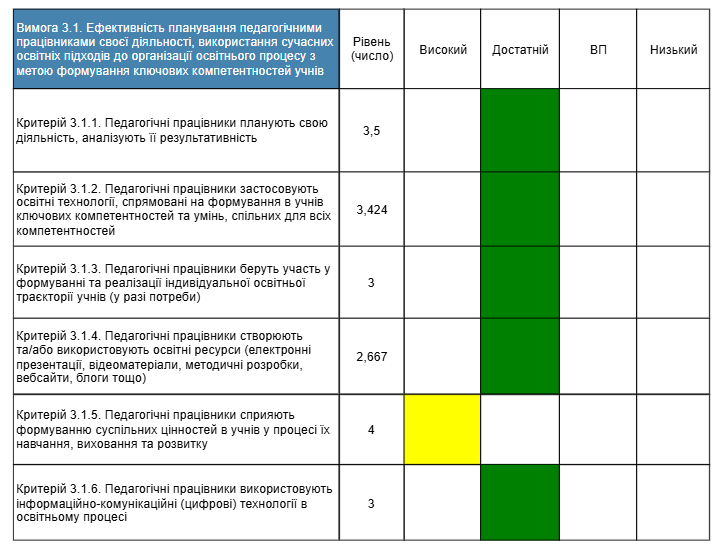 Вимога 3.1. Ефективність планування педагогічними
працівниками своєї діяльності, використання сучасних
освітніх підходів до організації освітнього процесу з
метою формування ключових компетентностей учнів
Рівень
(число)
Високий
Достатній
ВП
Низький
Критерій 3.1.1. Педагогічні працівники планують свою
діяльність, аналізують її результативність
3,5
Критерій 3.1.2. Педагогічні працівники застосовують
освітні технології, спрямовані на формування в учнів
ключових компетентностей та умінь, спільних для всіх
компетентностей
3,424
Критерій 3.1.3. Педагогічні працівники беруть участь у
формуванні та реалізації індивідуальної освітньої
траєкторії учнів (у разі потреби)
3
Критерій 3.1.4. Педагогічні працівники створюють
та/або використовують освітні ресурси (електронні
презентації, відеоматеріали, методичні розробки,
вебсайти, блоги тощо)
2,667
Критерій 3.1.5. Педагогічні працівники сприяють
формуванню суспільних цінностей в учнів у процесі їх
навчання, виховання та розвитку
4
Критерій 3.1.6. Педагогічні працівники використовують
інформаційно-комунікаційні (цифрові) технології в
освітньому процесі
3